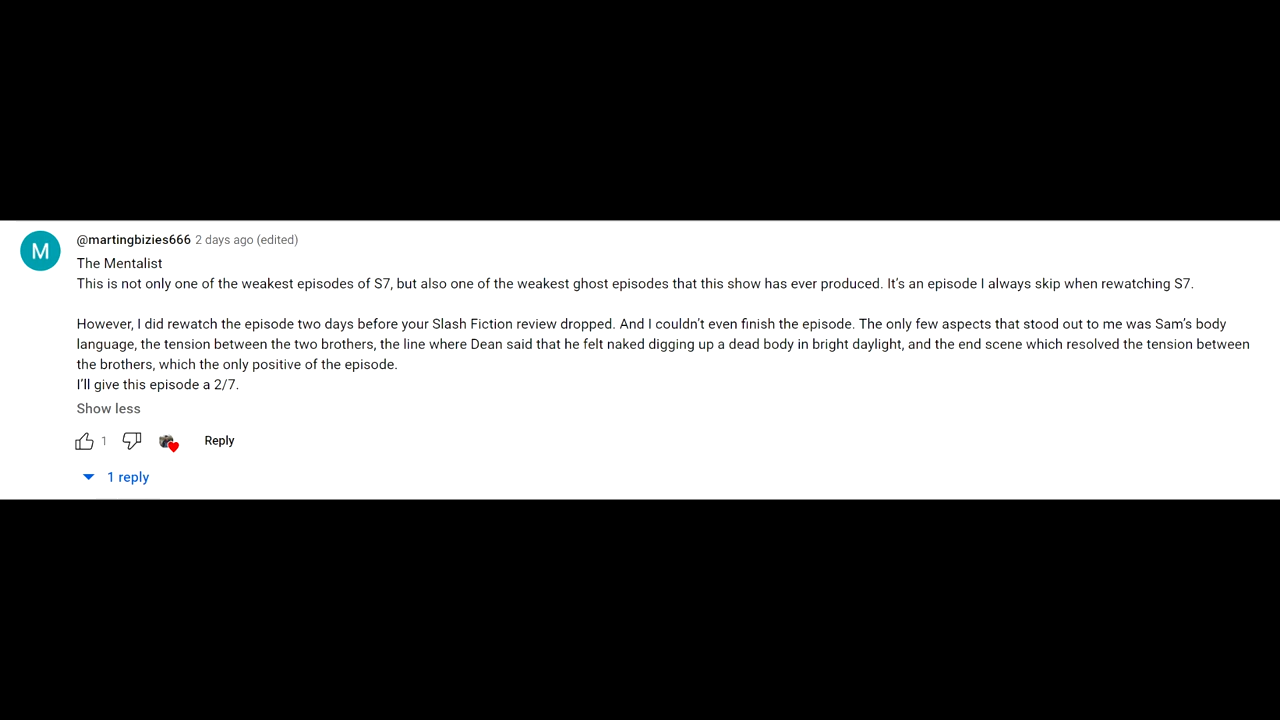 M
@martingbizies666 2 days ago (edited)
The Mentalist
This is not only one of the weakest episodes of S7, but also one of the weakest ghost episodes that this show has ever produced. It’s an episode I always skip when rewatching S7.
However, I did rewatch the episode two days before your Slash Fiction review dropped. And I couldn’t even finish the episode. The only few aspects that stood out to me was Sam’s body
language, the tension between the two brothers, the line where Dean said that he felt naked digging up a dead body in bright daylight, and the end scene which resolved the tension between
the brothers, which the only positive of the episode.
I’ll give this episode a 2/7.
Show less
1 Reply
1 reply